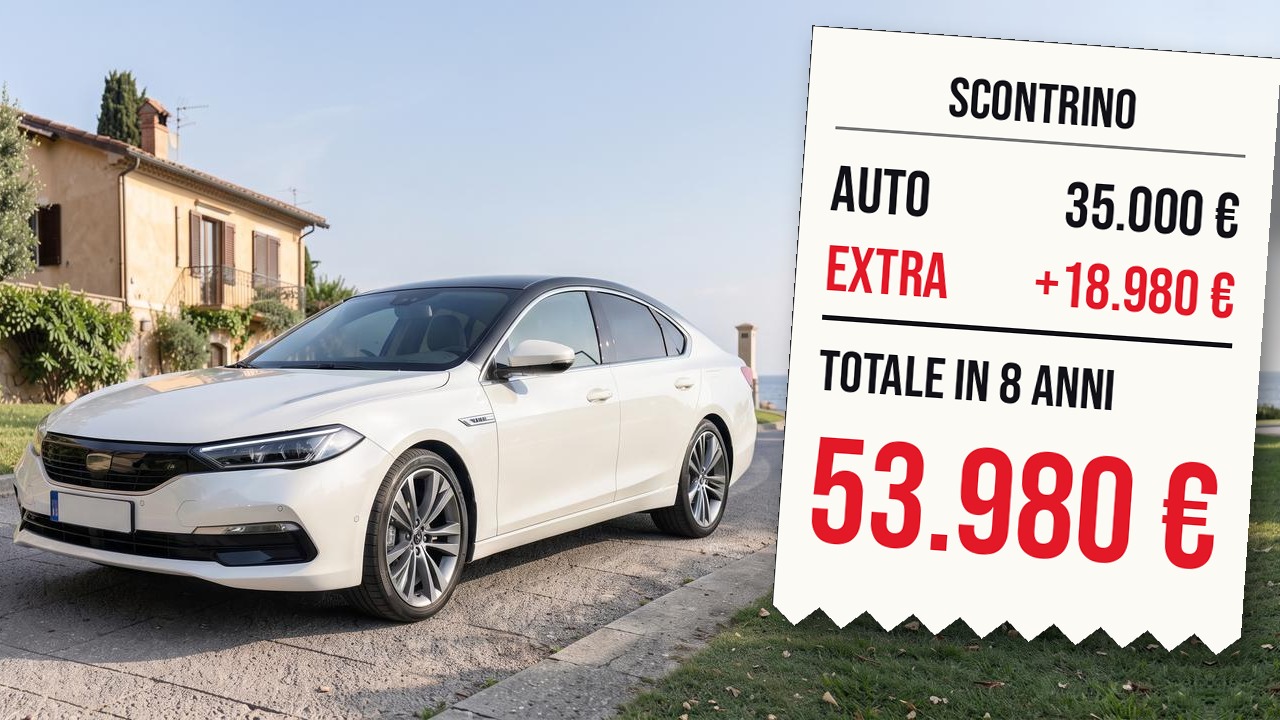 SCONTRINO
AUTO 35.000 €
EXTRA +18.980 €
TOTALE IN 8 ANNI
53.980 €